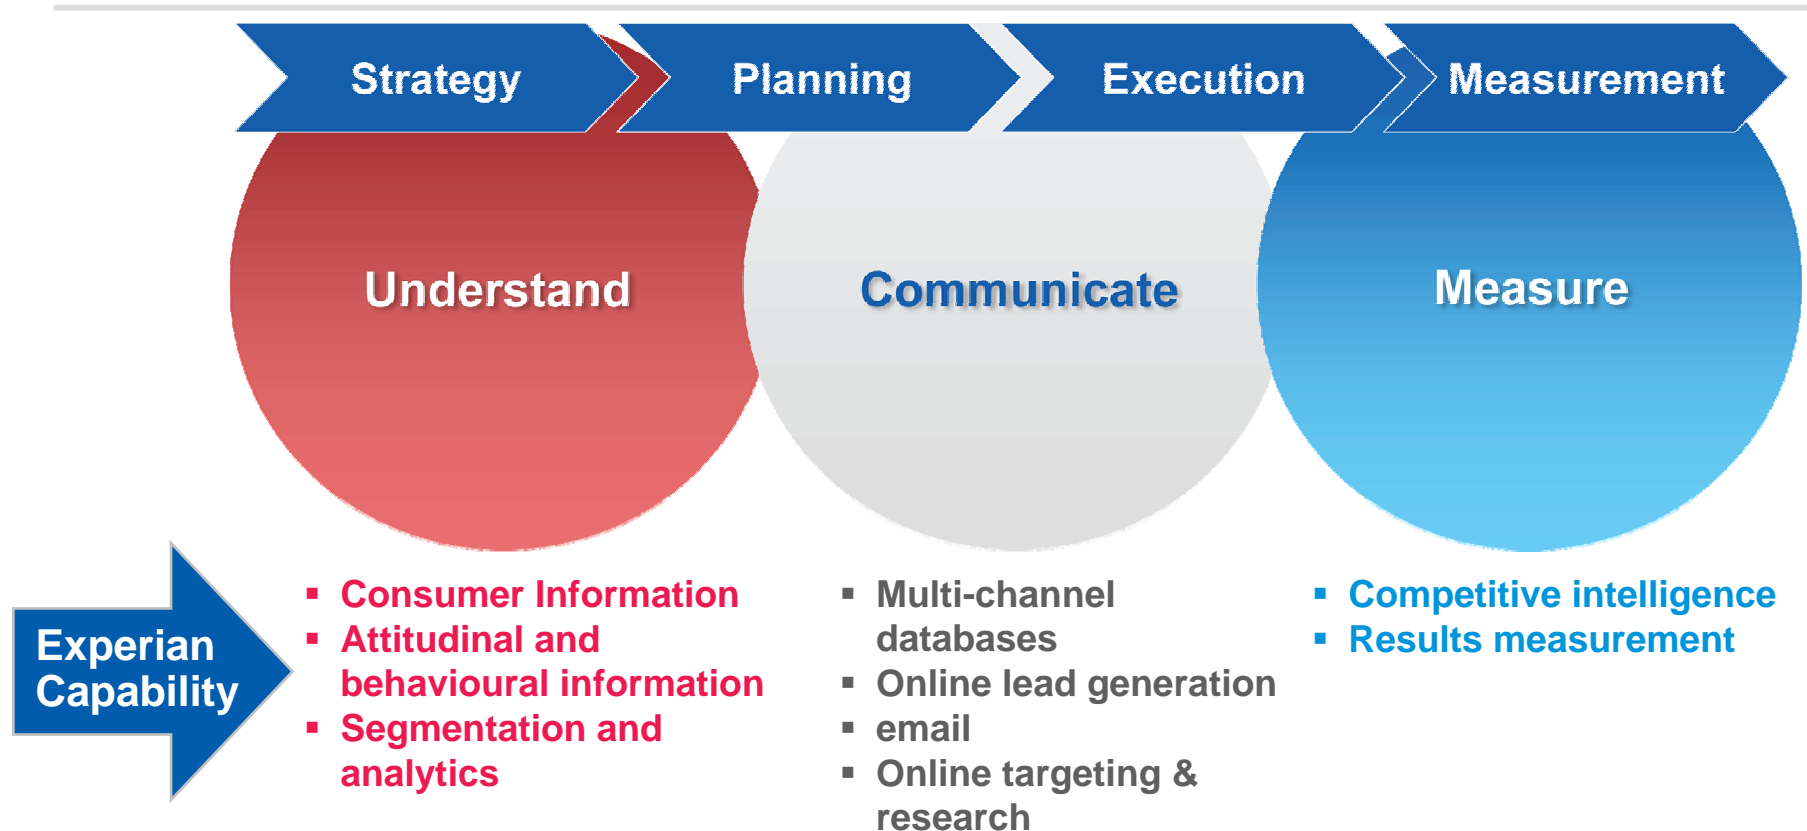 Strategy
Planning
Execution
Measurement
Understand
Communicate
Measure
Experian
Capability
▪ Consumer Information
▪ Attitudinal and
behavioural information
▪ Segmentation and
analytics
▪ Multi-channel
databases
▪ Online lead generation
▪ email
▪ Online targeting &
research
▪ Competitive intelligence
▪ Results measurement